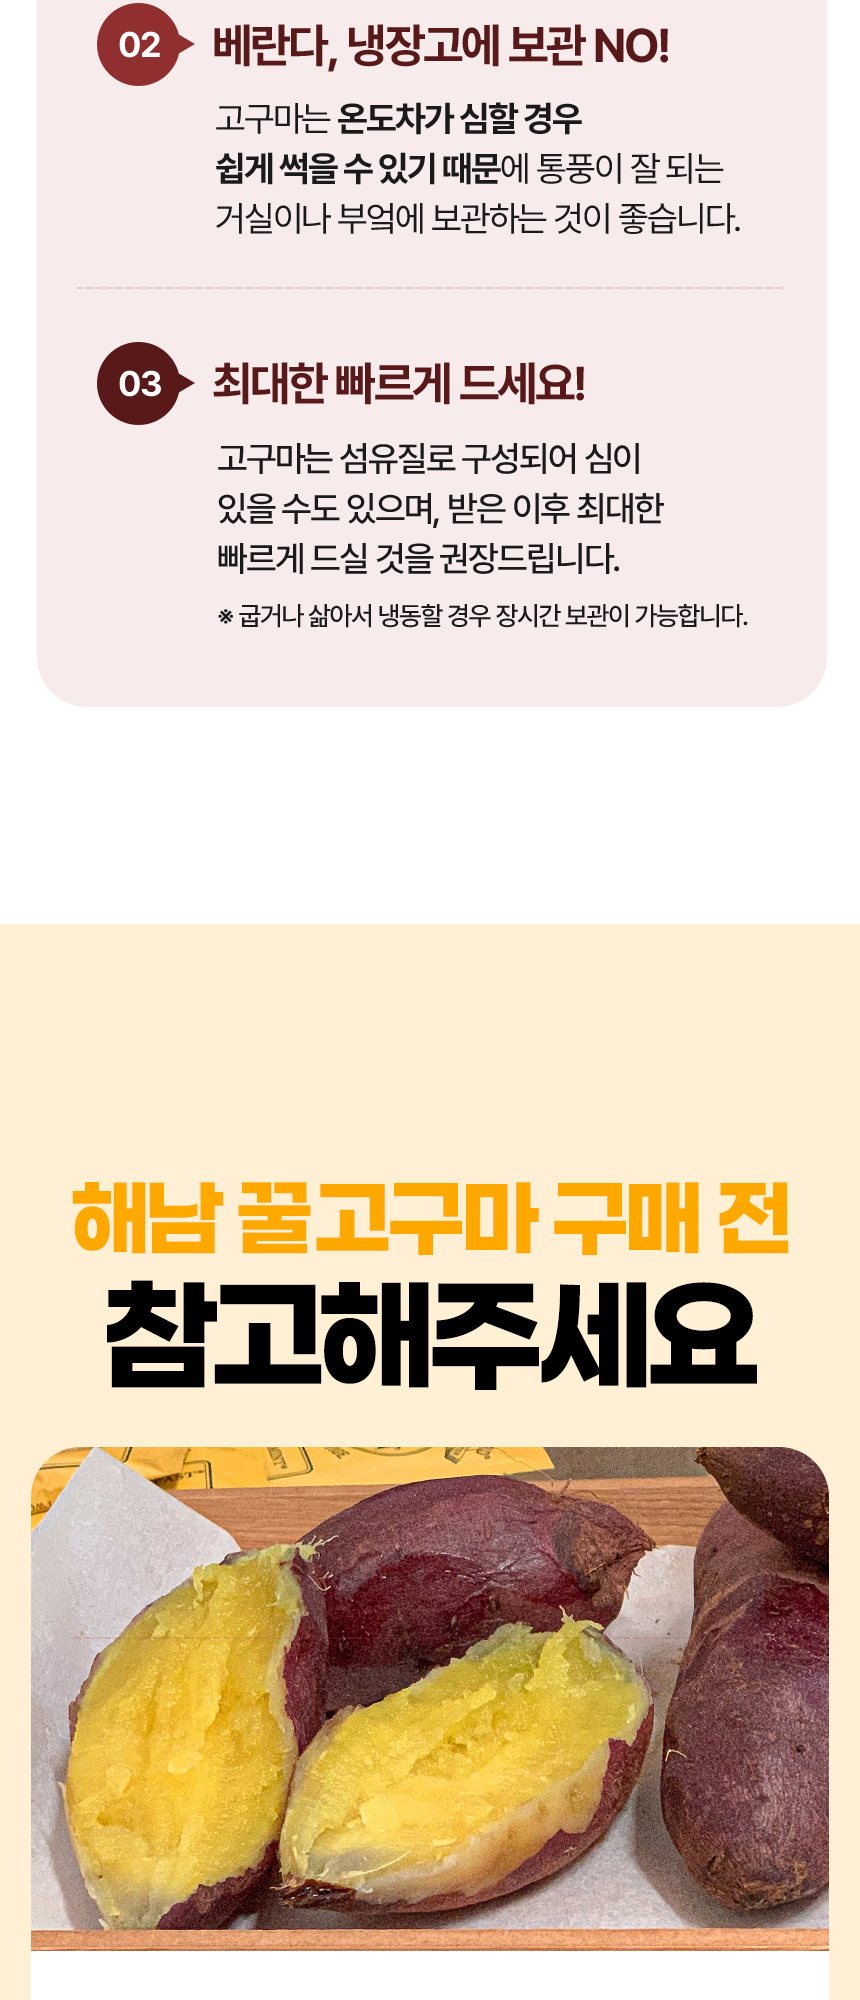 02
베란다, 냉장고에 보관 NO!
고구마는 온도차가 심할 경우
쉽게 썩을 수 있기 때문에 통풍이 잘 되는
거실이나 부엌에 보관하는 것이 좋습니다.
03
최대한 빠르게 드세요!
고구마는 섬유질로 구성되어 심이
있을 수도 있으며, 받은 이후 최대한
빠르게 드실 것을 권장드립니다.
※ 굽거나 삶아서 냉동할 경우 장시간 보관이 가능합니다.
해남 꿀고구마 구매 전
참고해주세요